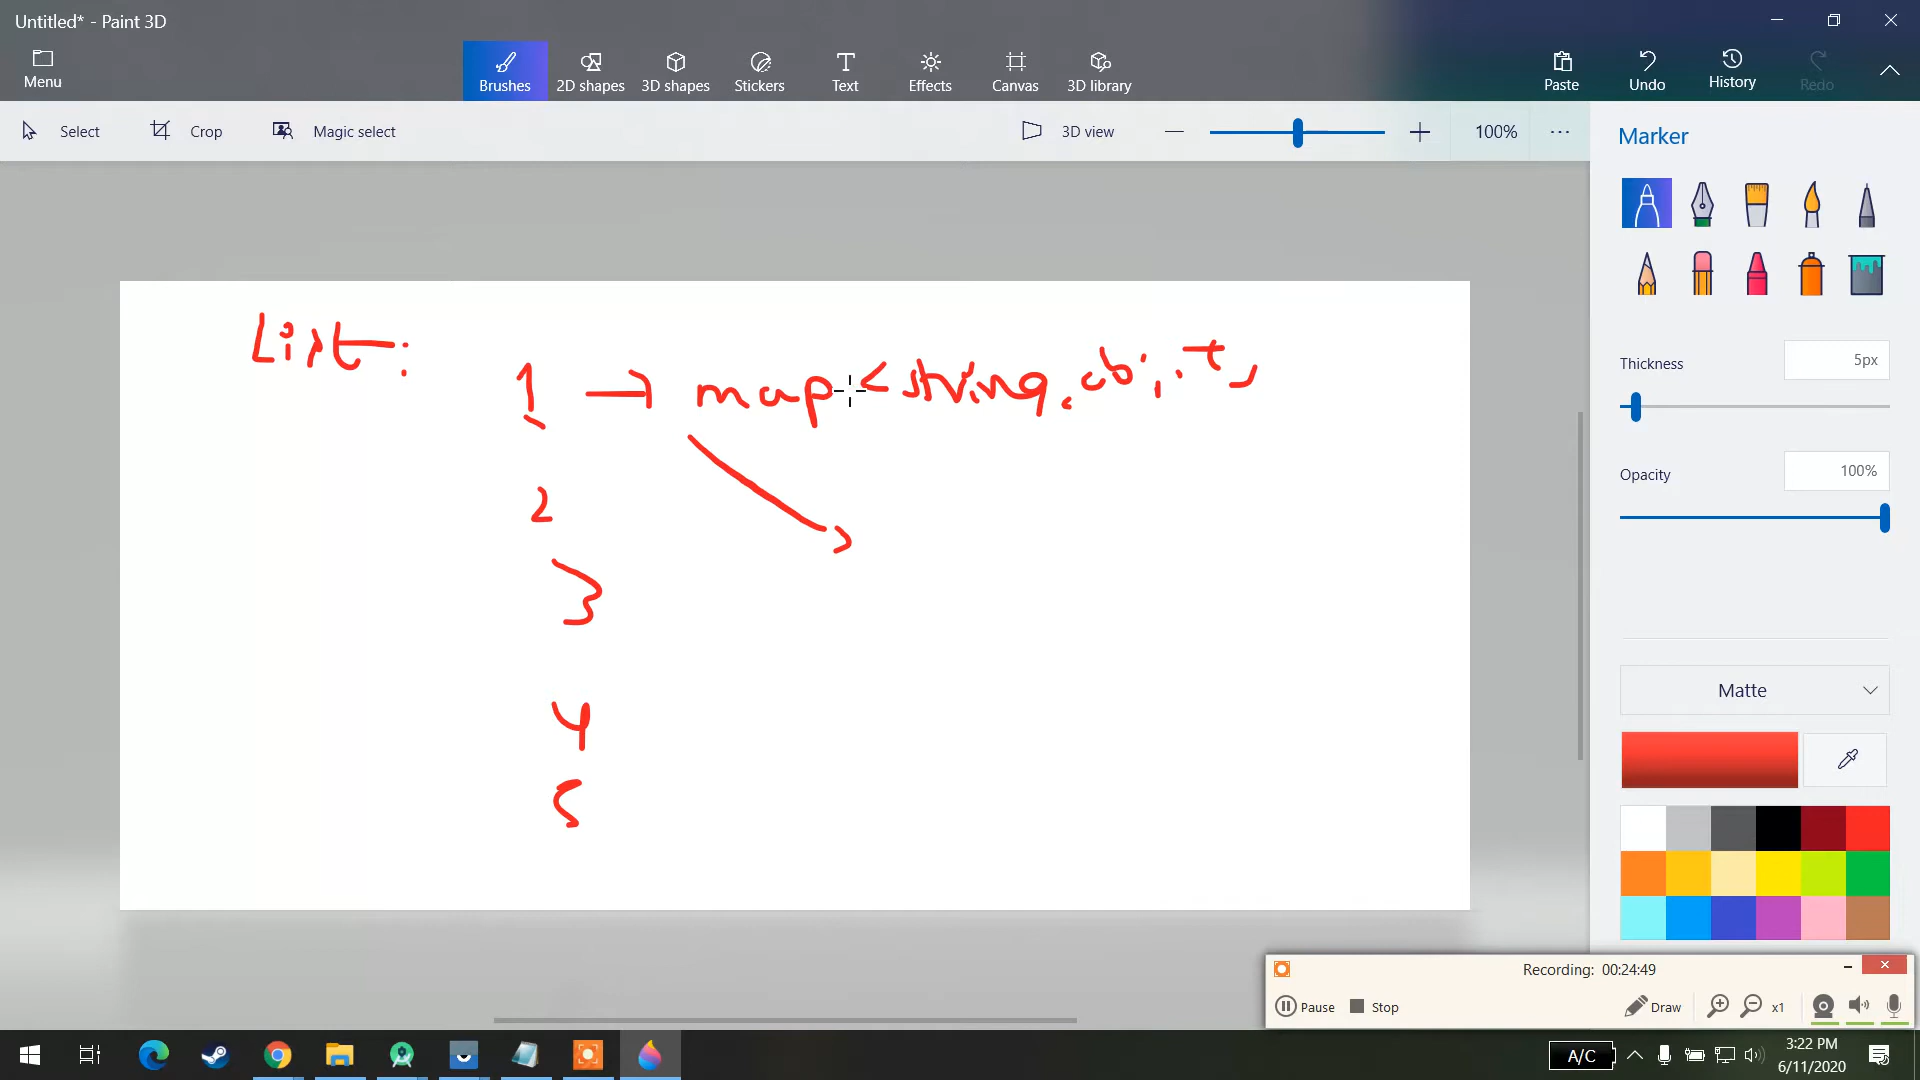 Untitled* - Paint 3D
Menu
Brushes 2D shapes 3D shapes Stickers Text Effects Canvas 3D library
Paste Undo History Redo
Select Crop Magic select 3D view 100% ...
Marker
Thickness 5px
Opacity 100%
Matte
List:
1 → map < string,
2
3
4
5
Recording: 00:24:49
Pause Stop Draw x1
A/C 3:22 PM
6/11/2020